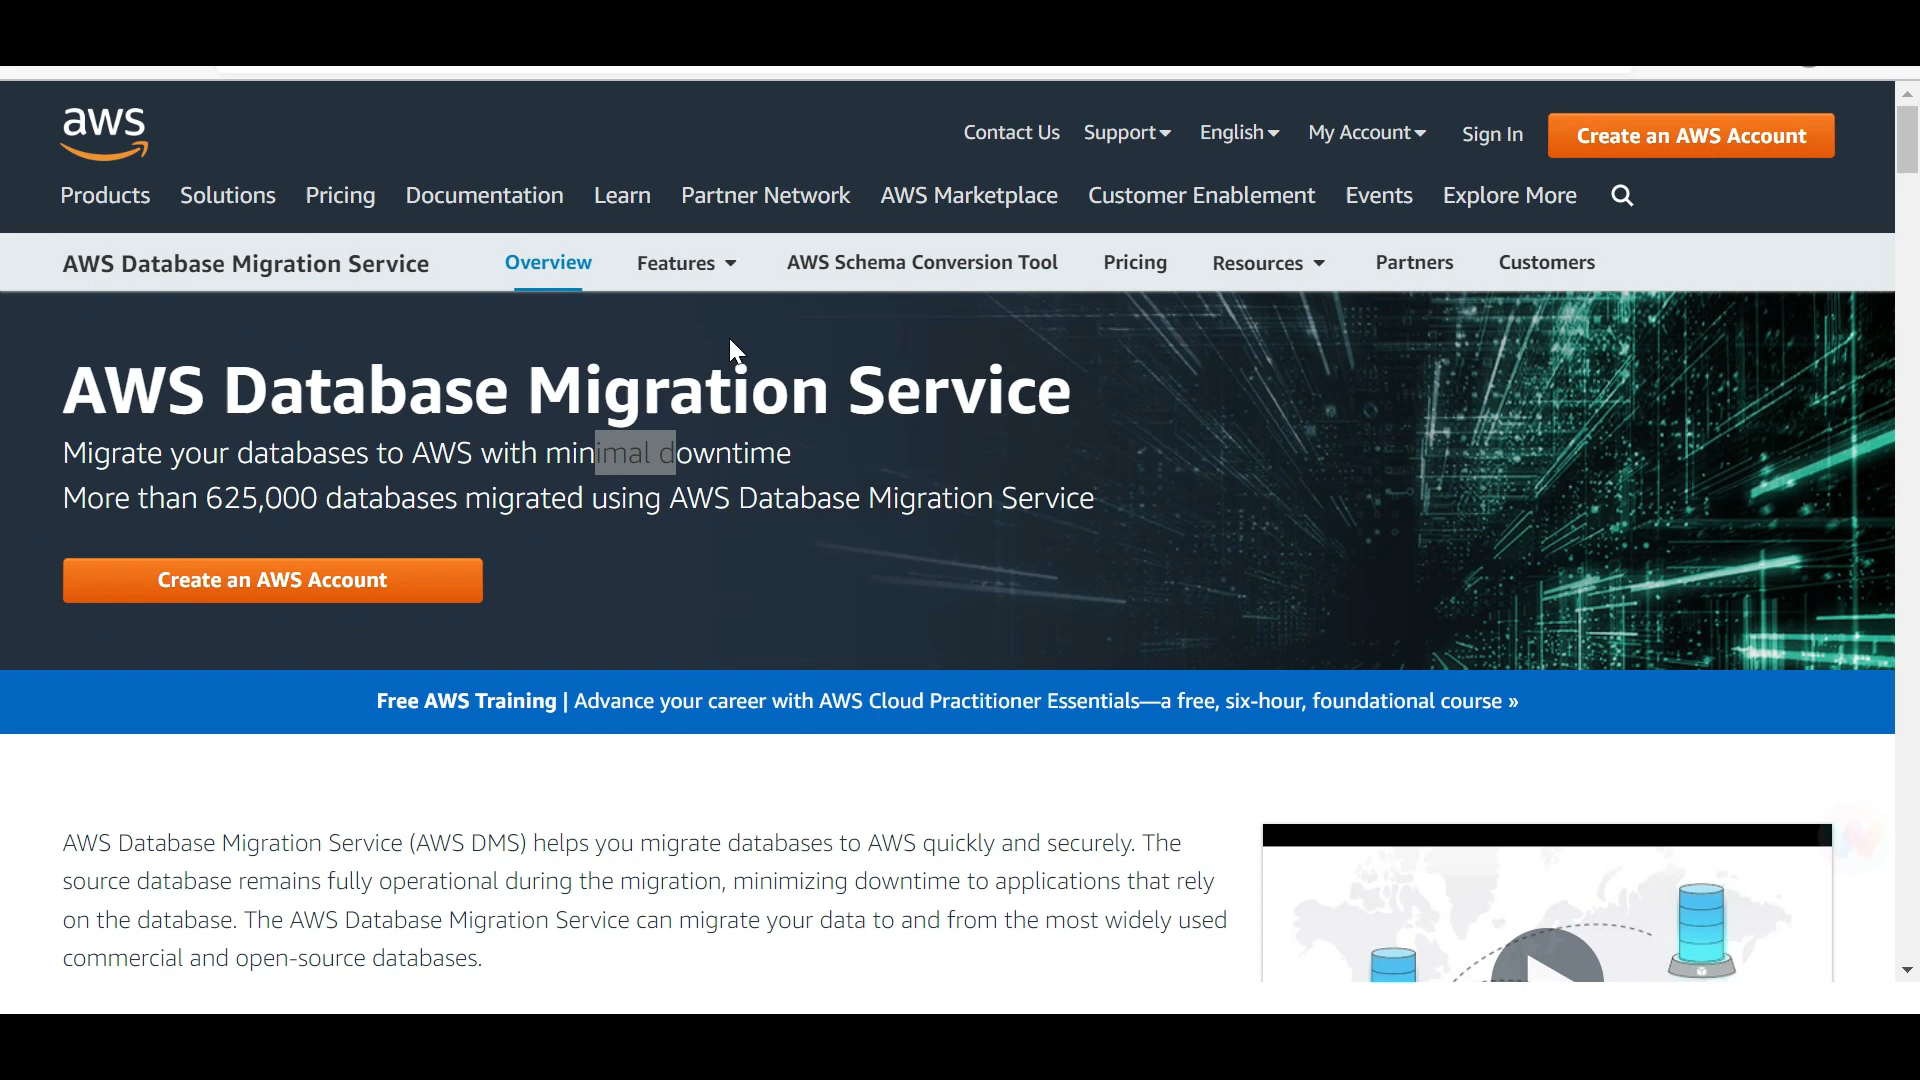 aws
Contact Us Support English My Account Sign In Create an AWS Account
Products Solutions Pricing Documentation Learn Partner Network AWS Marketplace Customer Enablement Events Explore More
AWS Database Migration Service Overview Features AWS Schema Conversion Tool Pricing Resources Partners Customers
AWS Database Migration Service
Migrate your databases to AWS with minimal downtime
More than 625,000 databases migrated using AWS Database Migration Service
Create an AWS Account
Free AWS Training | Advance your career with AWS Cloud Practitioner Essentials—a free, six-hour, foundational course »
AWS Database Migration Service (AWS DMS) helps you migrate databases to AWS quickly and securely. The
source database remains fully operational during the migration, minimizing downtime to applications that rely
on the database. The AWS Database Migration Service can migrate your data to and from the most widely used
commercial and open-source databases.